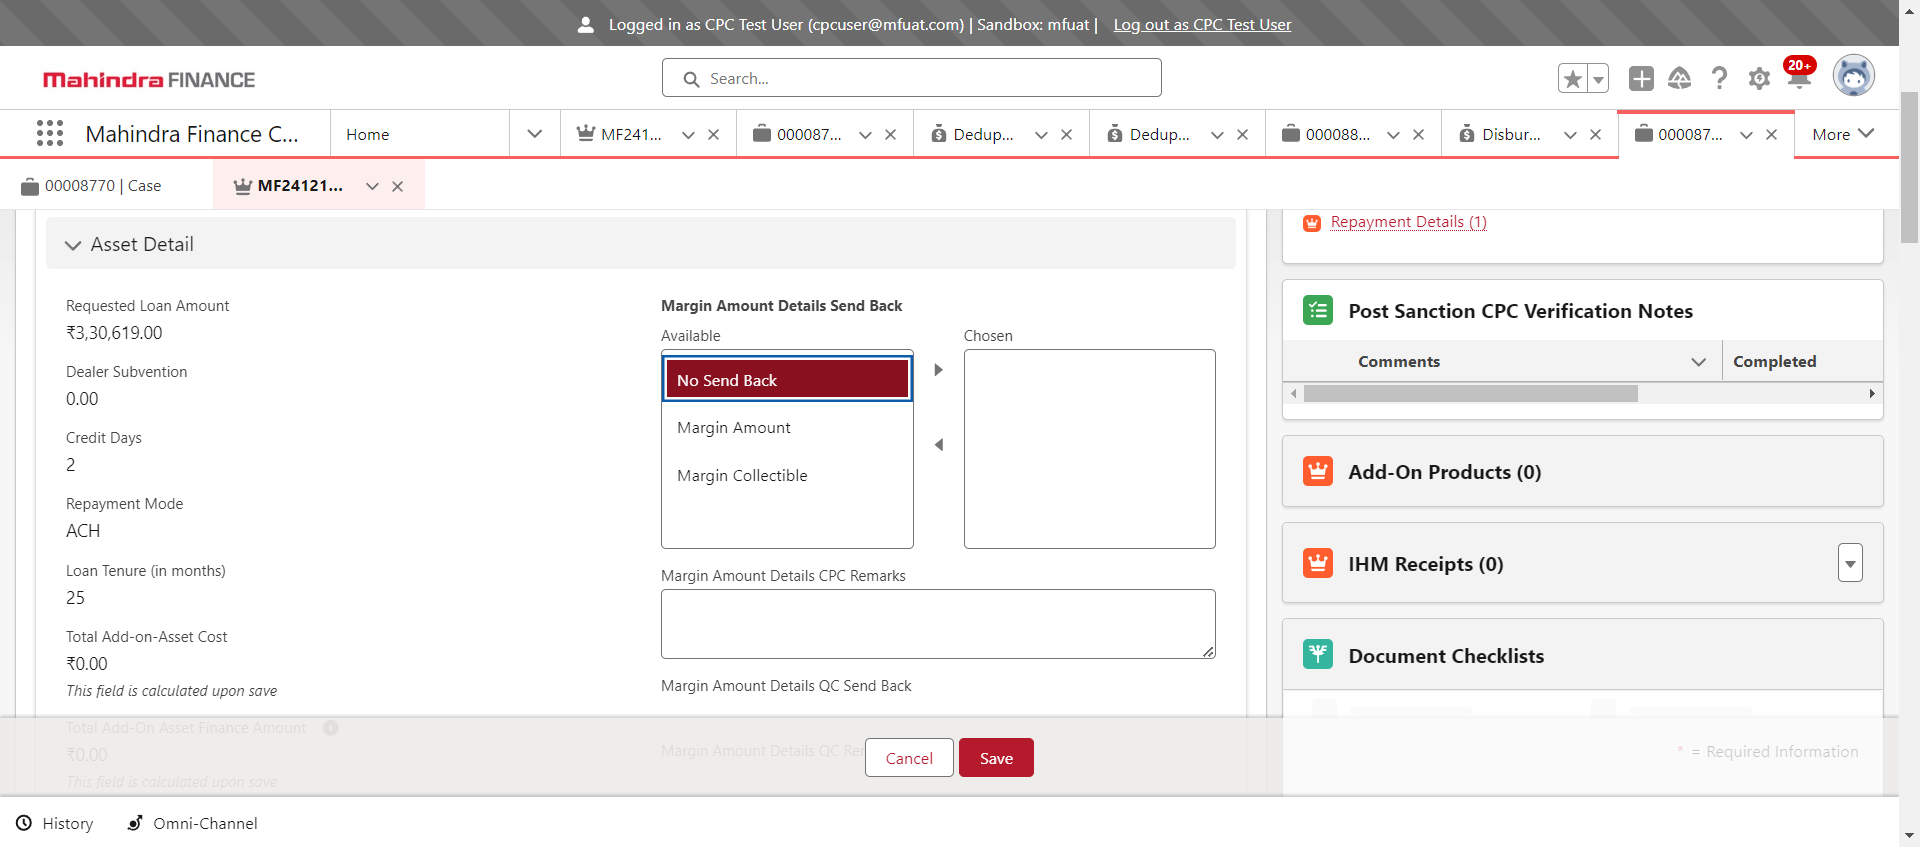 Logged in as CPC Test User (cpcuser@mfuat.com) | Sandbox: mfuat | Log out as CPC Test User
Mahindra FINANCE
Search...
20+
Mahindra Finance C...
Home
MF241...
000087...
Dedup...
Dedup...
000088...
Disbur...
000087...
More
00008770 | Case
MF24121...
Asset Detail
Requested Loan Amount
₹3,30,619.00
Dealer Subvention
0.00
Credit Days
2
Repayment Mode
ACH
Loan Tenure (in months)
25
Total Add-on-Asset Cost
₹0.00
This field is calculated upon save
Total Add-On Asset Finance Amount
₹0.00
This field is calculated upon save
Margin Amount Details Send Back
Available
Chosen
No Send Back
Margin Amount
Margin Collectible
Margin Amount Details CPC Remarks
Margin Amount Details QC Send Back
Margin Amount Details QC
Cancel
Save
Repayment Details (1)
Post Sanction CPC Verification Notes
Comments
Completed
Add-On Products (0)
IHM Receipts (0)
Document Checklists
* = Required Information
History
Omni-Channel